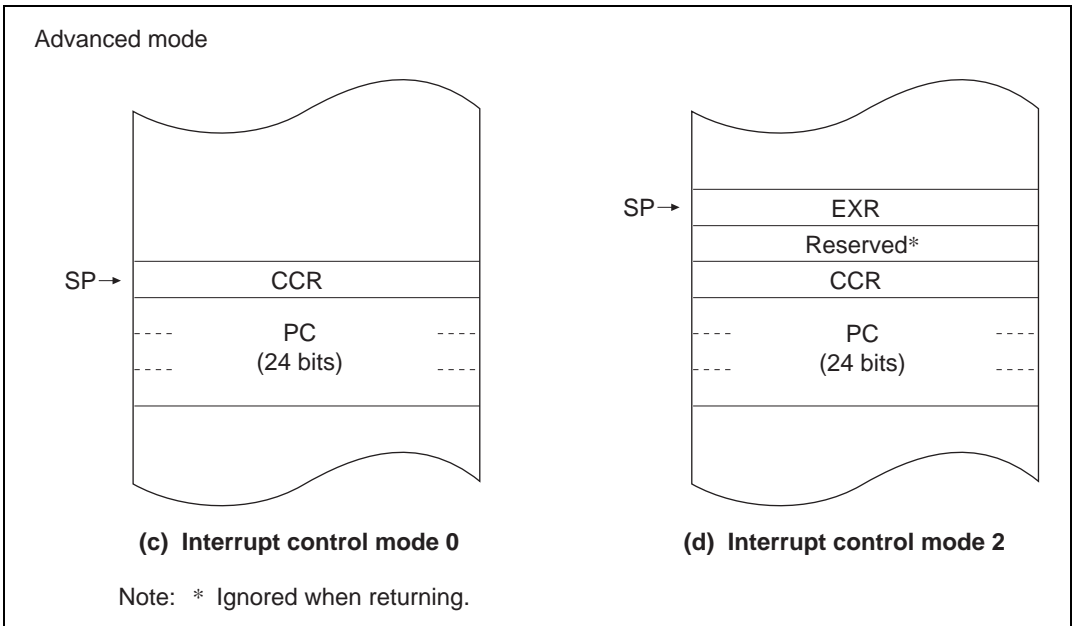 Advanced mode
SP→ CCR
PC
(24 bits)
(c) Interrupt control mode 0
SP→ EXR
Reserved*
CCR
PC
(24 bits)
(d) Interrupt control mode 2
Note: * Ignored when returning.